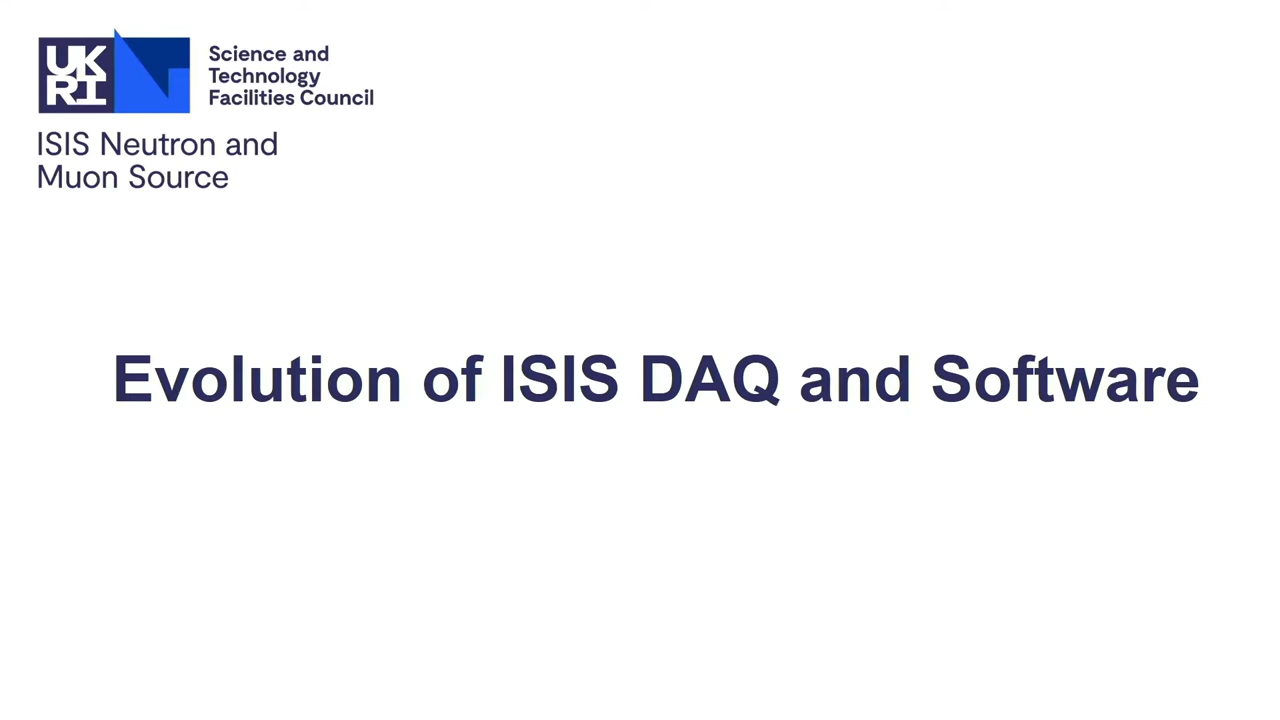 UK
RI
Science and
Technology
Facilities Council
ISIS Neutron and
Muon Source
Evolution of ISIS DAQ and Software